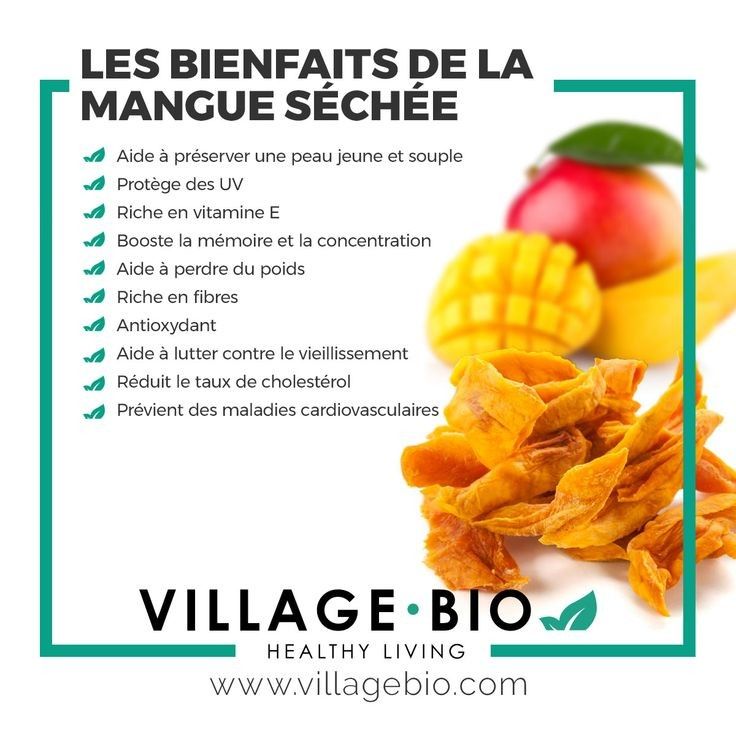 LES BIENFAITS DE LA
MANGUE SÉCHÉE
Aide à préserver une peau jeune et souple
Protège des UV
Riche en vitamine E
Booste la mémoire et la concentration
Aide à perdre du poids
Riche en fibres
Antioxydant
Aide à lutter contre le vieillissement
Réduit le taux de cholestérol
Prévient des maladies cardiovasculaires
VILLAGE·BIO
HEALTHY LIVING
www.villagebio.com